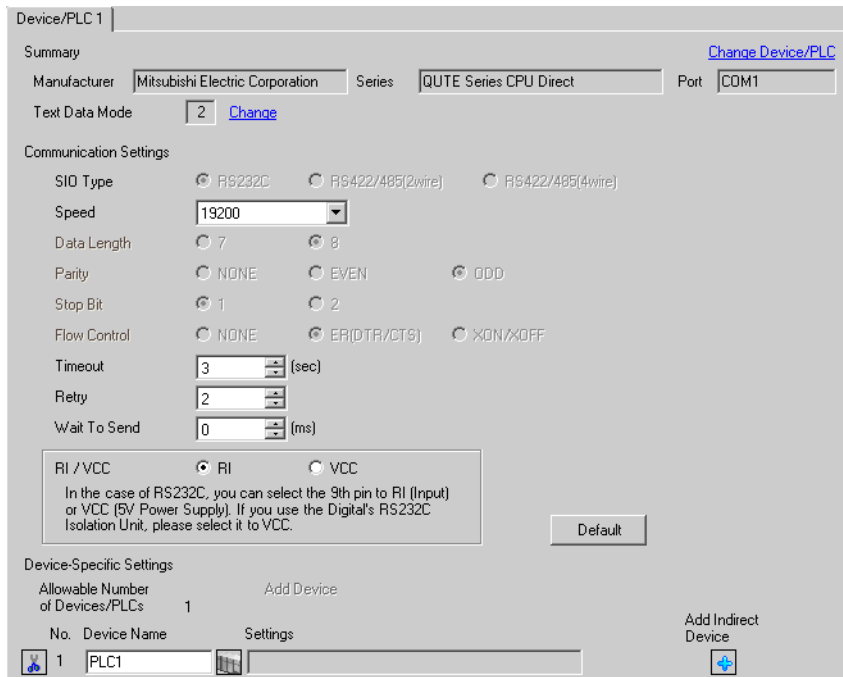 Device/PLC 1
Summary
Change Device/PLC
Manufacturer Mitsubishi Electric Corporation Series QUTE Series CPU Direct Port COM1
Text Data Mode 2 Change
Communication Settings
SIO Type RS232C RS422/485(2wire) RS422/485(4wire)
Speed 19200
Data Length 7 8
Parity NONE EVEN ODD
Stop Bit 1 2
Flow Control NONE ER(DTR/CTS) XON/XOFF
Timeout 3 (sec)
Retry 2
Wait To Send 0 (ms)
RI / VCC RI VCC
In the case of RS232C, you can select the 9th pin to RI (Input)
or VCC (5V Power Supply). If you use the Digital's RS232C
Isolation Unit, please select it to VCC.
Default
Device-Specific Settings
Allowable Number
of Devices/PLCs 1
Add Device
No. Device Name Settings
Add Indirect
Device
1 PLC1